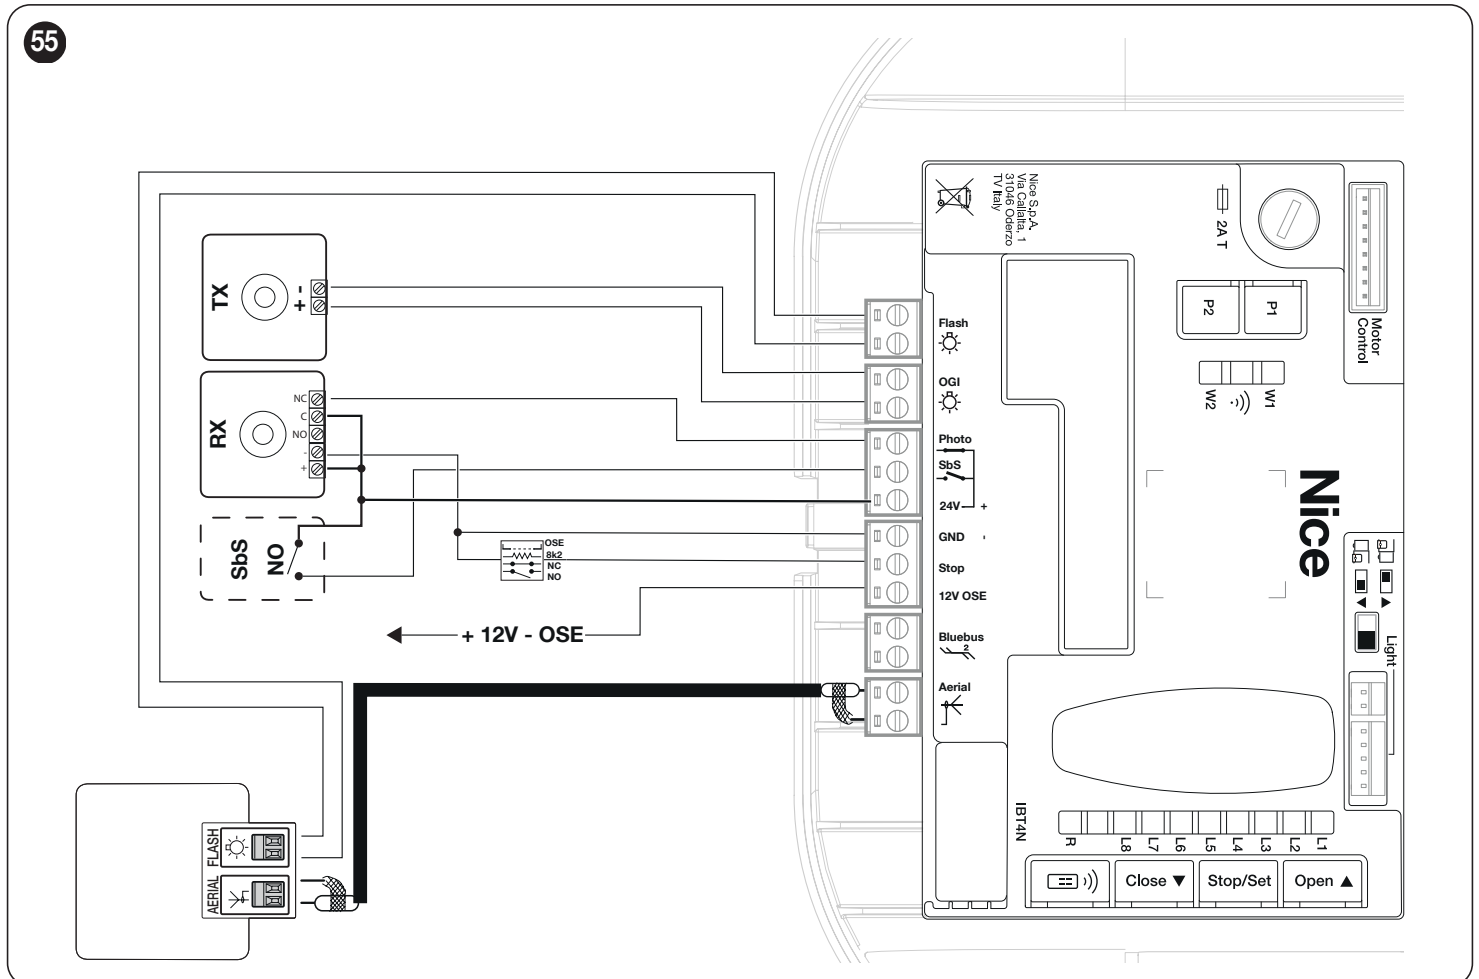 55
Nice S.p.A.
Via Callalta, 1
31046 Oderzo
TV Italy
2A T
Motor
Control
P2
P1
W2
W1
TX
-
+
RX
NC
C
NO
-
+
SbS
NO
OSE
8k2
NC
NO
+ 12V - OSE
Flash
OGI
Photo
SbS
24V +
GND -
Stop
12V OSE
Bluebus
2
Aerial
Nice
Light
IBT4N
R
L8
L7
L6
L5
L4
L3
L2
L1
Close ▼
Stop/Set
Open ▲
FLASH
AERIAL